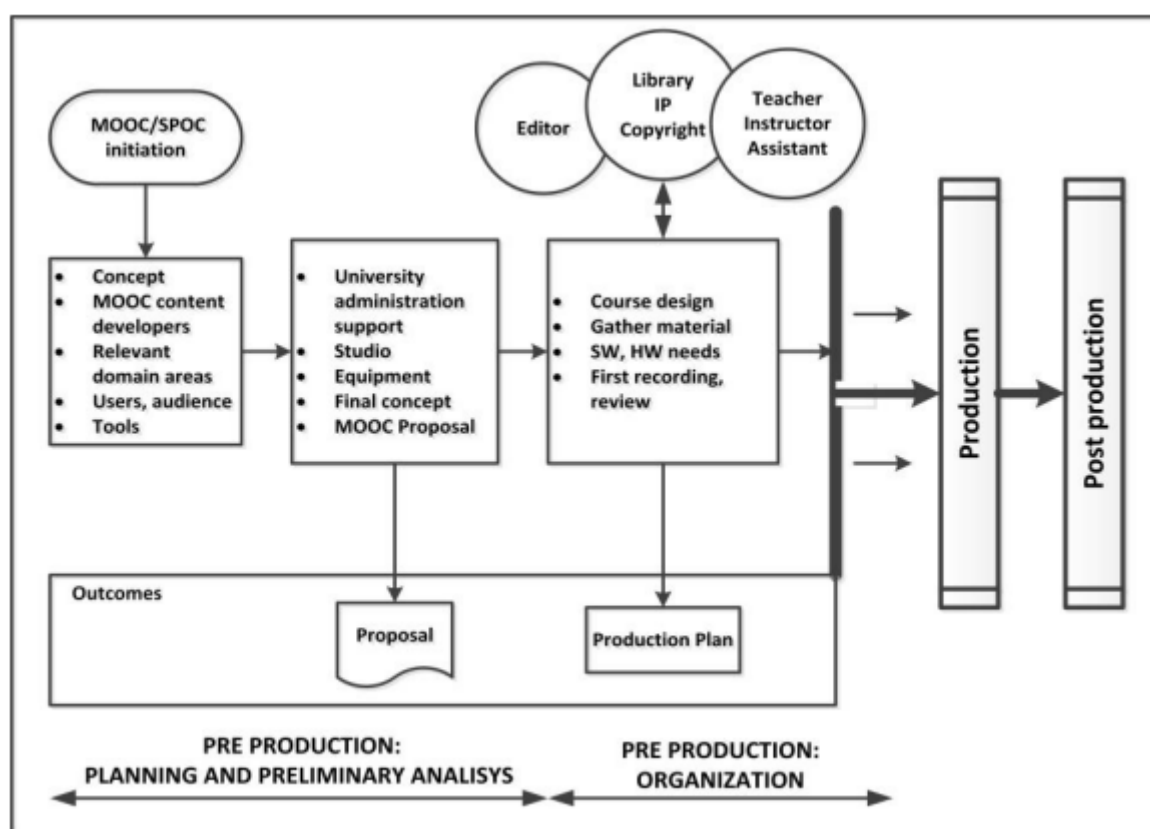 MOOC/SPOC
initiation
Editor
Library
IP
Copyright
Teacher
Instructor
Assistant
• Concept
• MOOC content
developers
• Relevant
domain areas
• Users, audience
• Tools
• University
administration
support
• Studio
• Equipment
• Final concept
• MOOC Proposal
• Course design
• Gather material
• SW, HW needs
• First recording,
review
Production
Post production
Outcomes
Proposal
Production Plan
PRE PRODUCTION:
PLANNING AND PRELIMINARY ANALISYS
PRE PRODUCTION:
ORGANIZATION